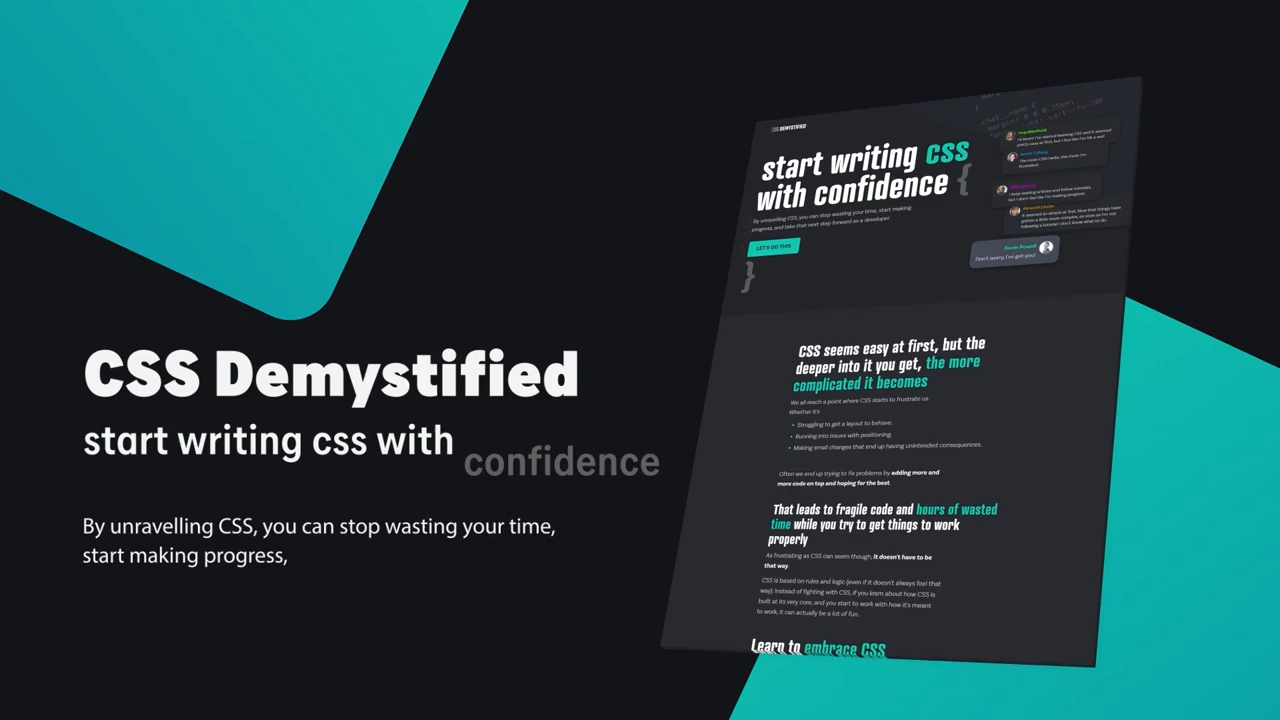 CSS Demystified
start writing css with confidence
By unravelling CSS, you can stop wasting your time,
start making progress,
CSS DEMYSTIFIED
start writing CSS
with confidence {
By unravelling CSS, you can stop wasting your time, start making
progress, and take that next step forward as a developer.
LET'S DO THIS
}
Kevin Powell
Don't worry, I've got you!
CSS seems easy at first, but the
deeper into it you get, the more
complicated it becomes
We all reach a point where CSS starts to frustrate us.
Whether it's
• Struggling to get a layout to behave.
• Running into issues with positioning.
• Making small changes that end up having unintended consequences.
Often we end up trying to fix problems by adding more and
more code on top and hoping for the best.
That leads to fragile code and hours of wasted
time while you try to get things to work
properly
As frustrating as CSS can seem though, it doesn't have to be
that way.
CSS is based on rules and logic (even if it doesn't always feel that
way). Instead of fighting with CSS, if you learn about how CSS is
built at its very core, and you start to work with how it's meant
to work, it can actually be a lot of fun.
Learn to embrace CSS